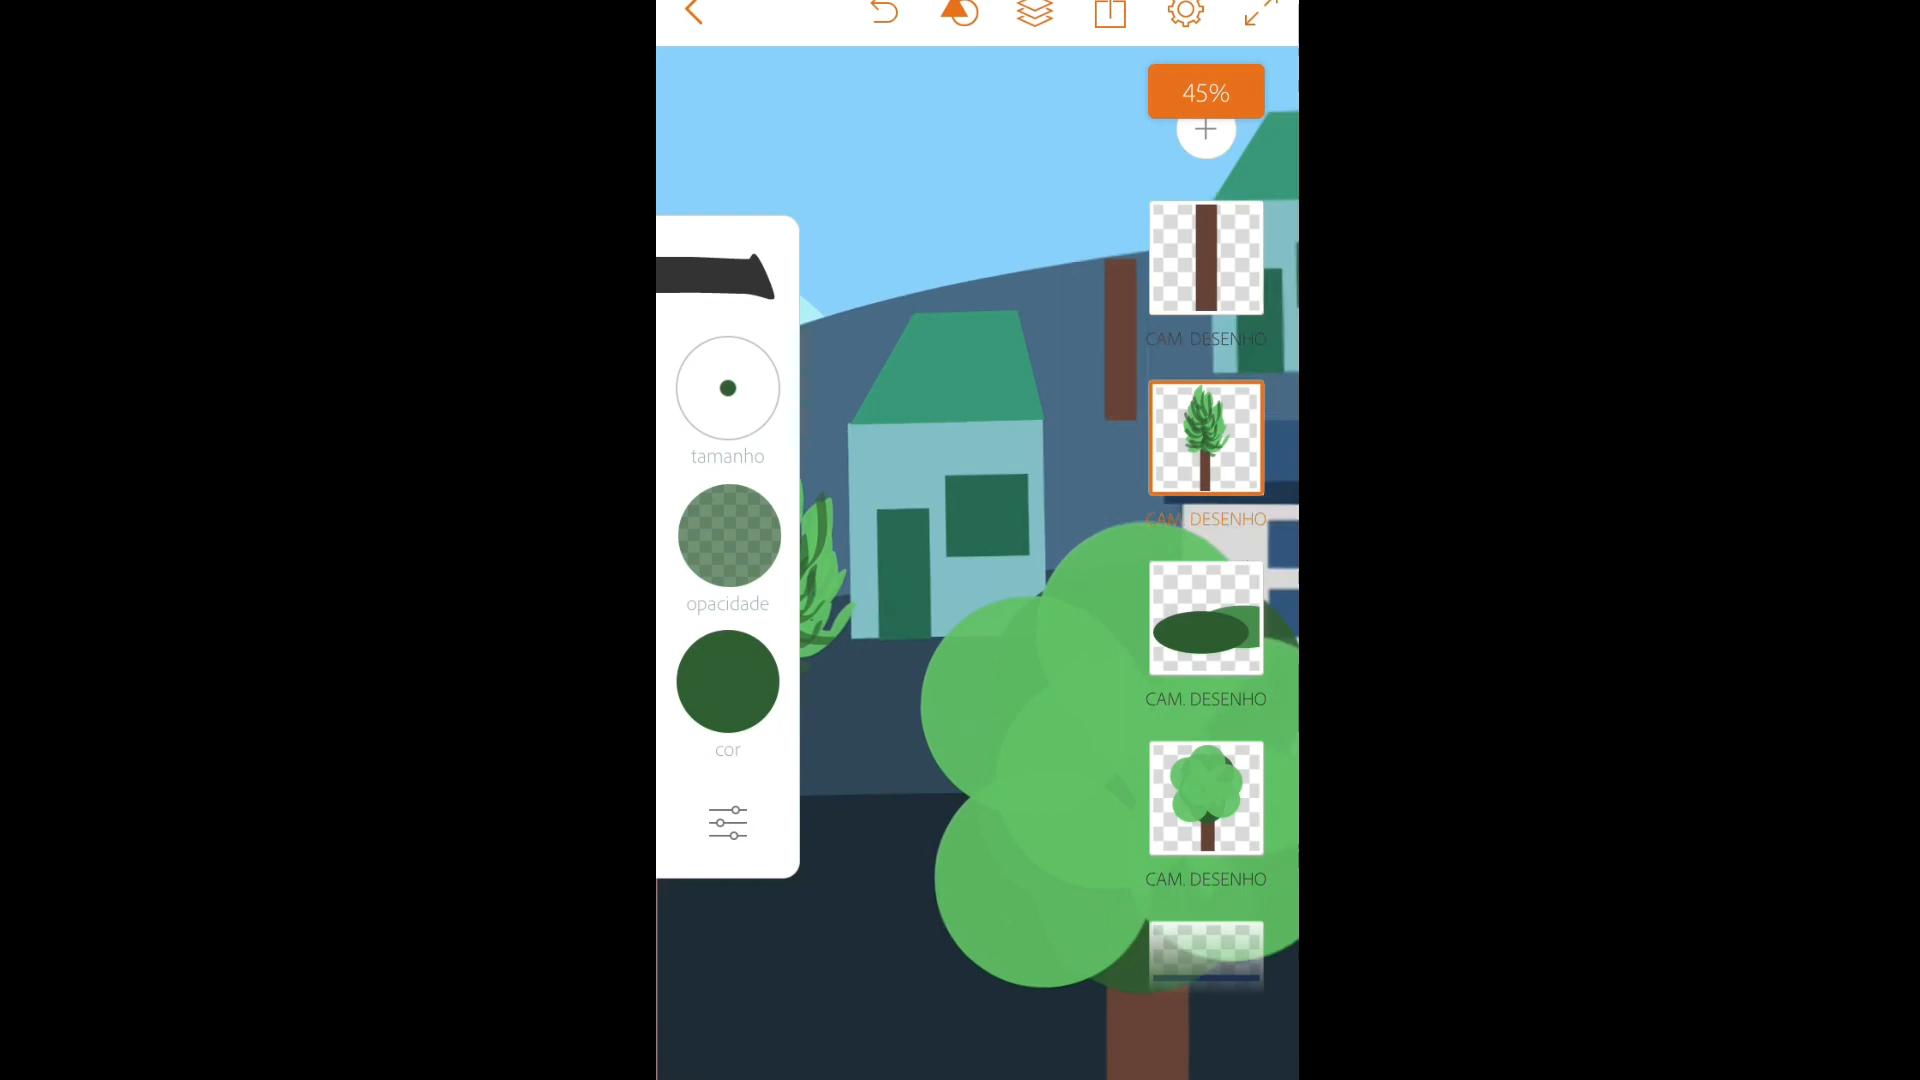 45%
CAM. DESENHO
tamanho
CAM. DESENHO
opacidade
CAM. DESENHO
cor
CAM. DESENHO